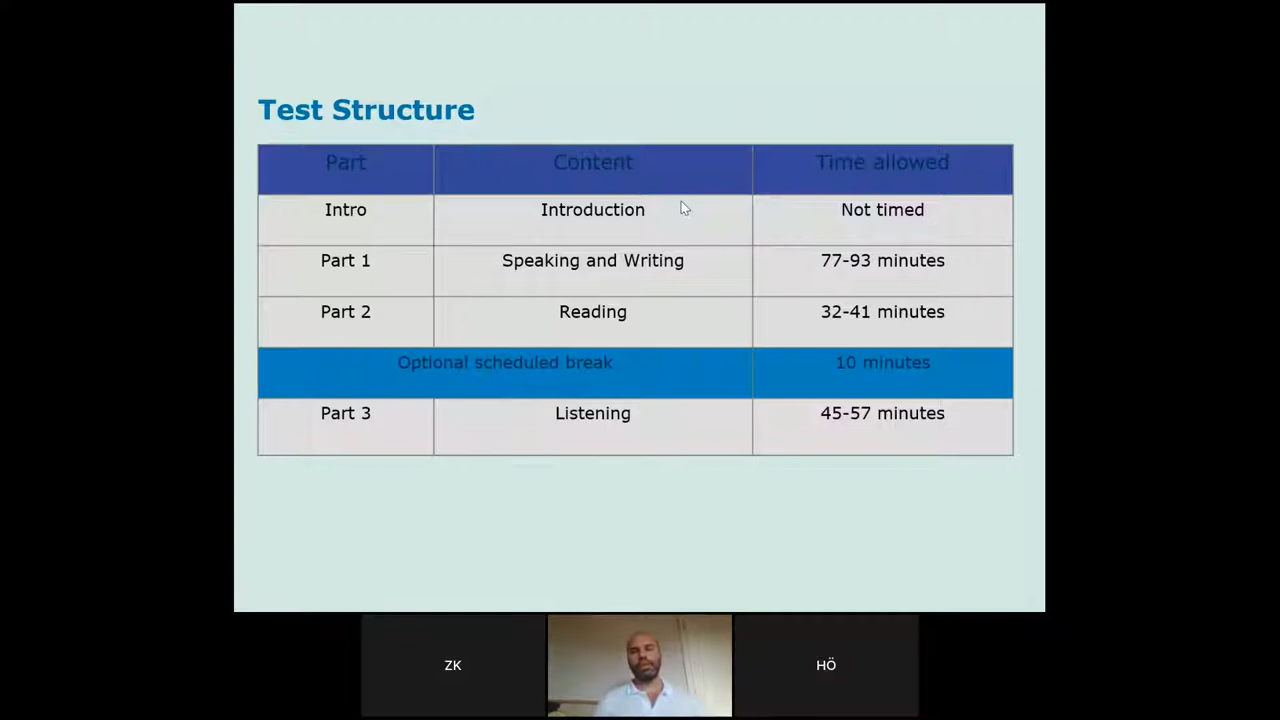 Test Structure
Part Content Time allowed
Intro Introduction Not timed
Part 1 Speaking and Writing 77-93 minutes
Part 2 Reading 32-41 minutes
Optional scheduled break 10 minutes
Part 3 Listening 45-57 minutes
ZK HÖ